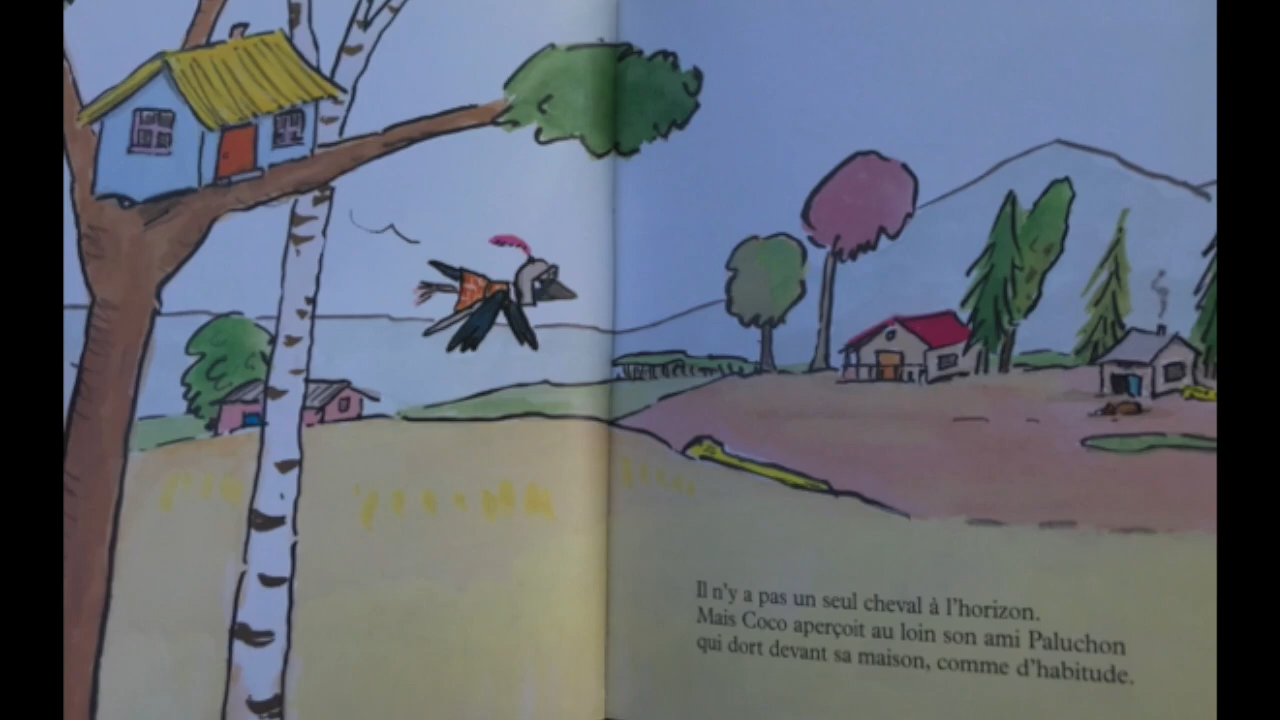 Il n'y a pas un seul cheval à l'horizon.
Mais Coco aperçoit au loin son ami Paluchon
qui dort devant sa maison, comme d'habitude.